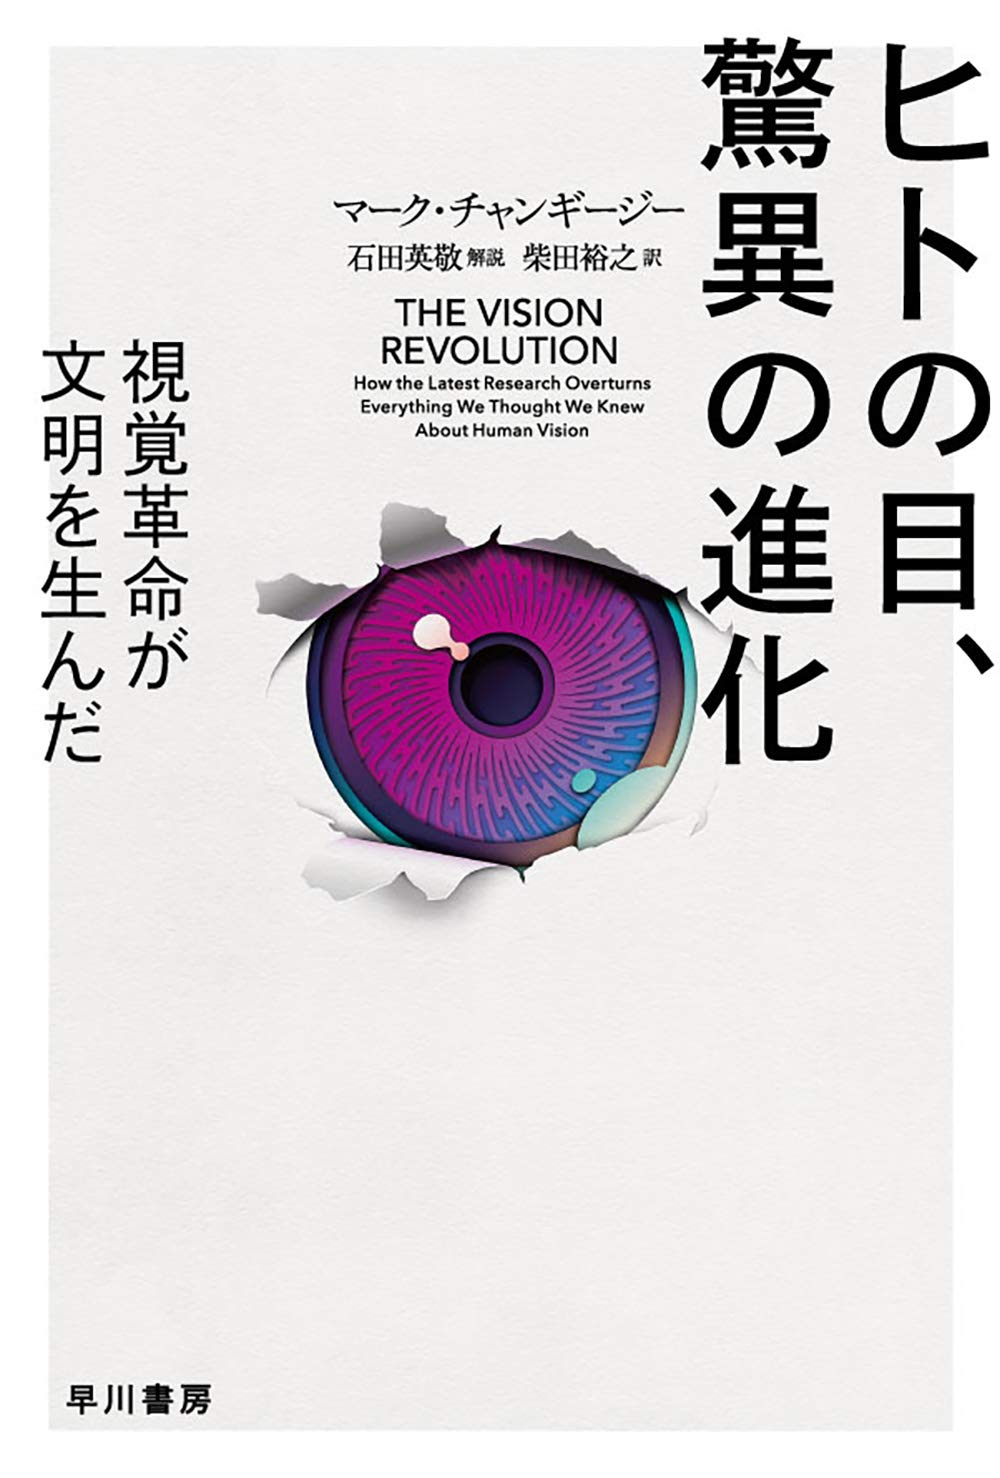 ヒトの目、
驚異の進化
マーク・チャンギージー
石田英敬 解説 柴田裕之 訳
THE VISION
REVOLUTION
How the Latest Research Overturns
Everything We Thought We Knew
About Human Vision
視覚革命が
文明を生んだ
早川書房